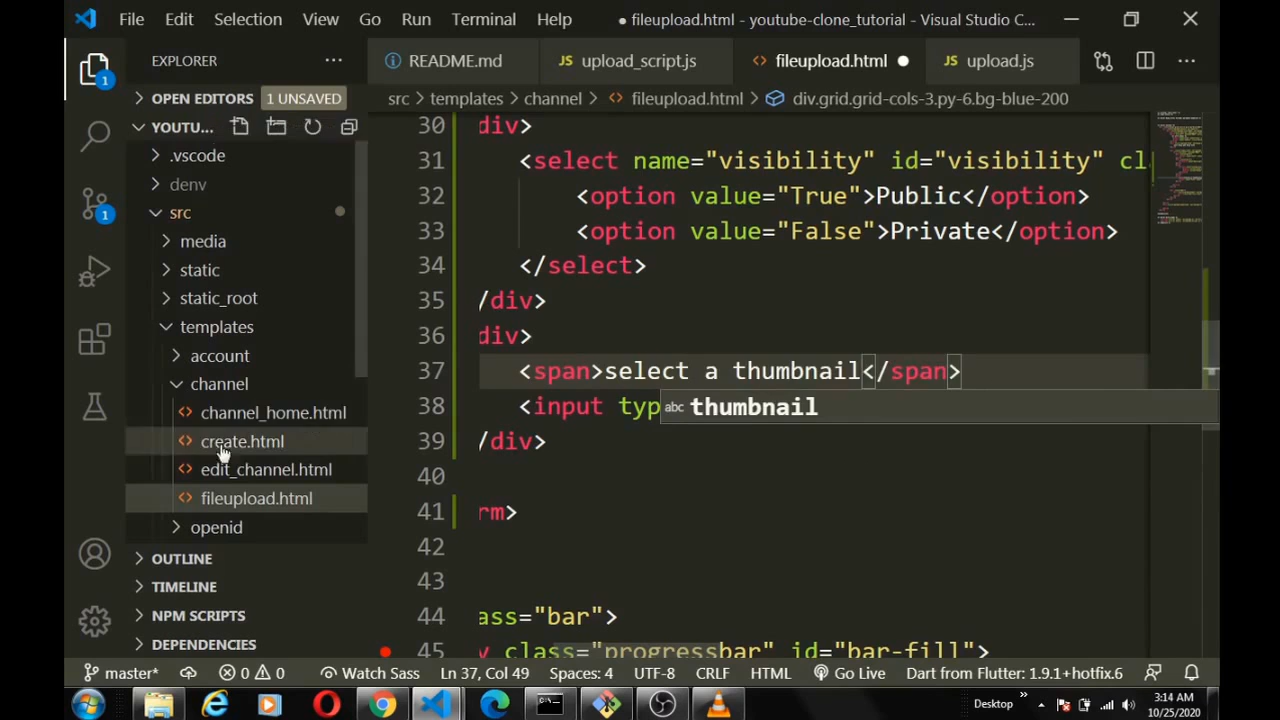 File Edit Selection View Go Run Terminal Help ● fileupload.html - youtube-clone_tutorial - Visual Studio C...
EXPLORER ...
README.md
JS upload_script.js
<> fileupload.html ●
JS upload.js
OPEN EDITORS 1 UNSAVED
src > templates > channel > <> fileupload.html > div.grid.grid-cols-3.py-6.bg-blue-200
YOUTU...
.vscode
denv
src
media
static
static_root
templates
account
channel
<> channel_home.html
<> create.html
<> edit_channel.html
<> fileupload.html
openid
OUTLINE
TIMELINE
NPM SCRIPTS
DEPENDENCIES
1
1
30 div>
31 <select name="visibility" id="visibility" cl
32 <option value="True">Public</option>
33 <option value="False">Private</option>
34 </select>
35 /div>
36 div>
37 <span>select a thumbnail</span>
38 <input typ
abc thumbnail
39 /div>
40
41 rm>
42
43
44 ass="bar">
45 v class="progressbar" id="bar-fill">
master* 0 0 Watch Sass Ln 37, Col 49 Spaces: 4 UTF-8 CRLF HTML Go Live Dart from Flutter: 1.9.1+hotfix.6
Desktop »
3:14 AM
10/25/2020